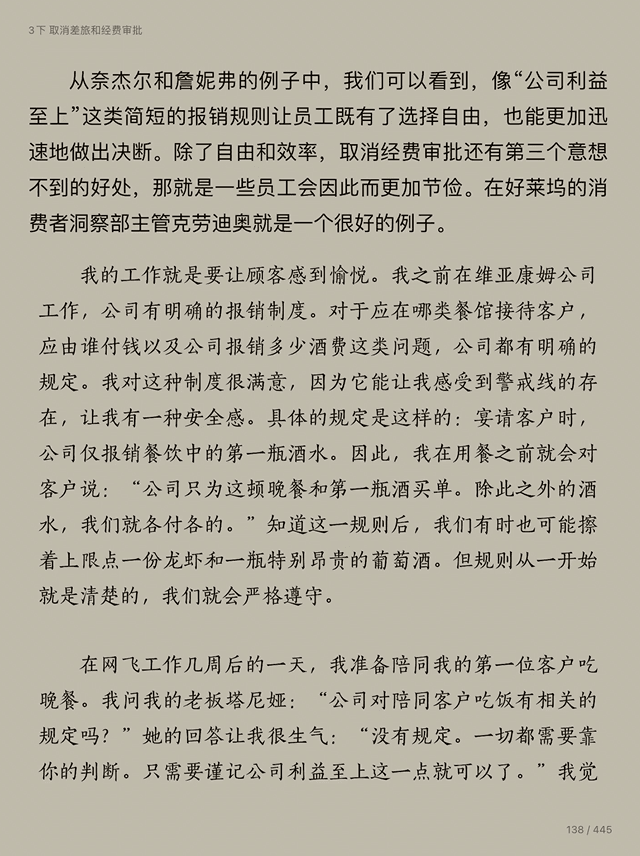 3下 取消差旅和经费审批
从奈杰尔和詹妮弗的例子中，我们可以看到，像“公司利益
至上”这类简短的报销规则让员工既有了选择自由，也能更加迅
速地做出决断。除了自由和效率，取消经费审批还有第三个意想
不到的好处，那就是一些员工会因此而更加节俭。在好莱坞的消
费者洞察部主管克劳迪奥就是一个很好的例子。
我的工作就是要让顾客感到愉悦。我之前在维亚康姆公司
工作，公司有明确的报销制度。对于应在哪类餐馆接待客户，
应由谁付钱以及公司报销多少酒费这类问题，公司都有明确的
规定。我对这种制度很满意，因为它能让我感受到警戒线的存
在，让我有一种安全感。具体的规定是这样的：宴请客户时，
公司仅报销餐饮中的第一瓶酒水。因此，我在用餐之前就会对
客户说：“公司只为这顿晚餐和第一瓶酒买单。除此之外的酒
水，我们就各付各的。”知道这一规则后，我们有时也可能擦
着上限点一份龙虾和一瓶特别昂贵的葡萄酒。但规则从一开始
就是清楚的，我们就会严格遵守。
在网飞工作几周后的一天，我准备陪同我的第一位客户吃
晚餐。我问我的老板塔尼娅：“公司对陪同客户吃饭有相关的
规定吗？”她的回答让我很生气：“没有规定。一切都需要靠
你的判断。只需要谨记公司利益至上这一点就可以了。”我觉
138 / 445